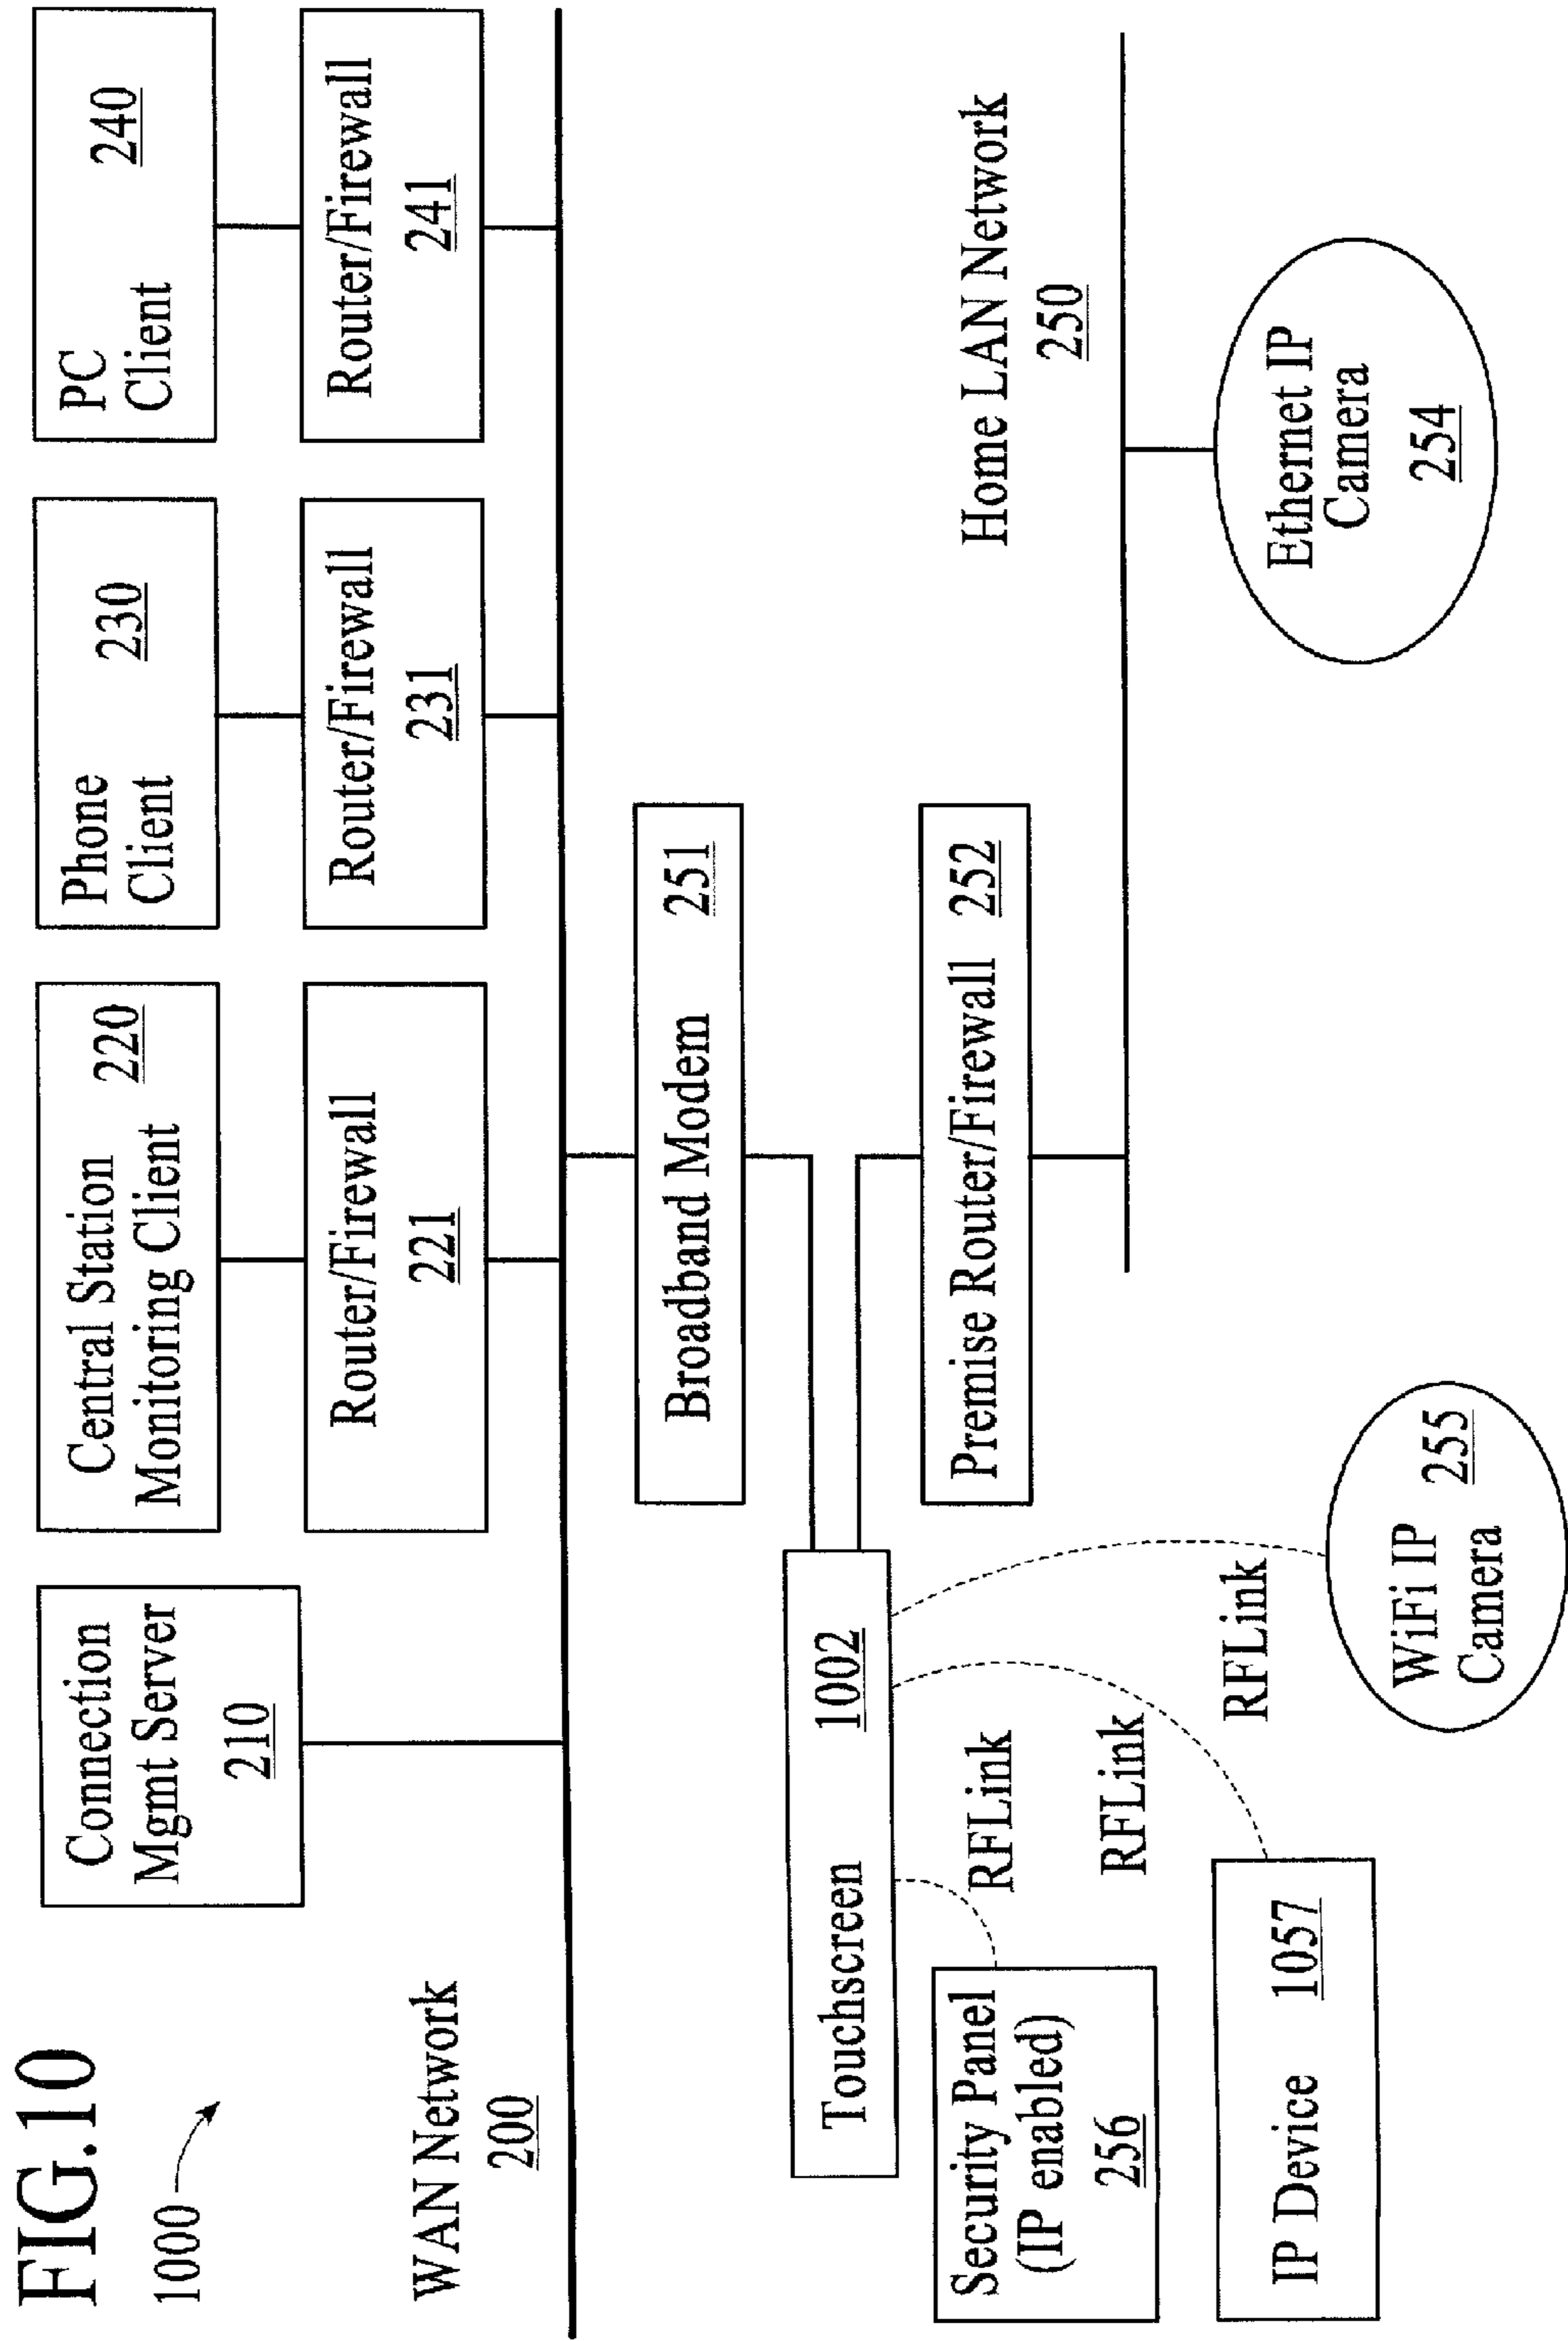 FIG.10
1000
Connection
Mgmt Server
210
Central Station
Monitoring Client 220
Phone
Client 230
PC
Client 240
Router/Firewall
221
Router/Firewall
231
Router/Firewall
241
WAN Network
200
Broadband Modem 251
Touchscreen 1002
Premise Router/Firewall 252
Home LAN Network
250
Security Panel
(IP enabled)
256
RFLink
RFLink
RFLink
IP Device 1057
WiFi IP
Camera 255
Ethernet IP
Camera
254